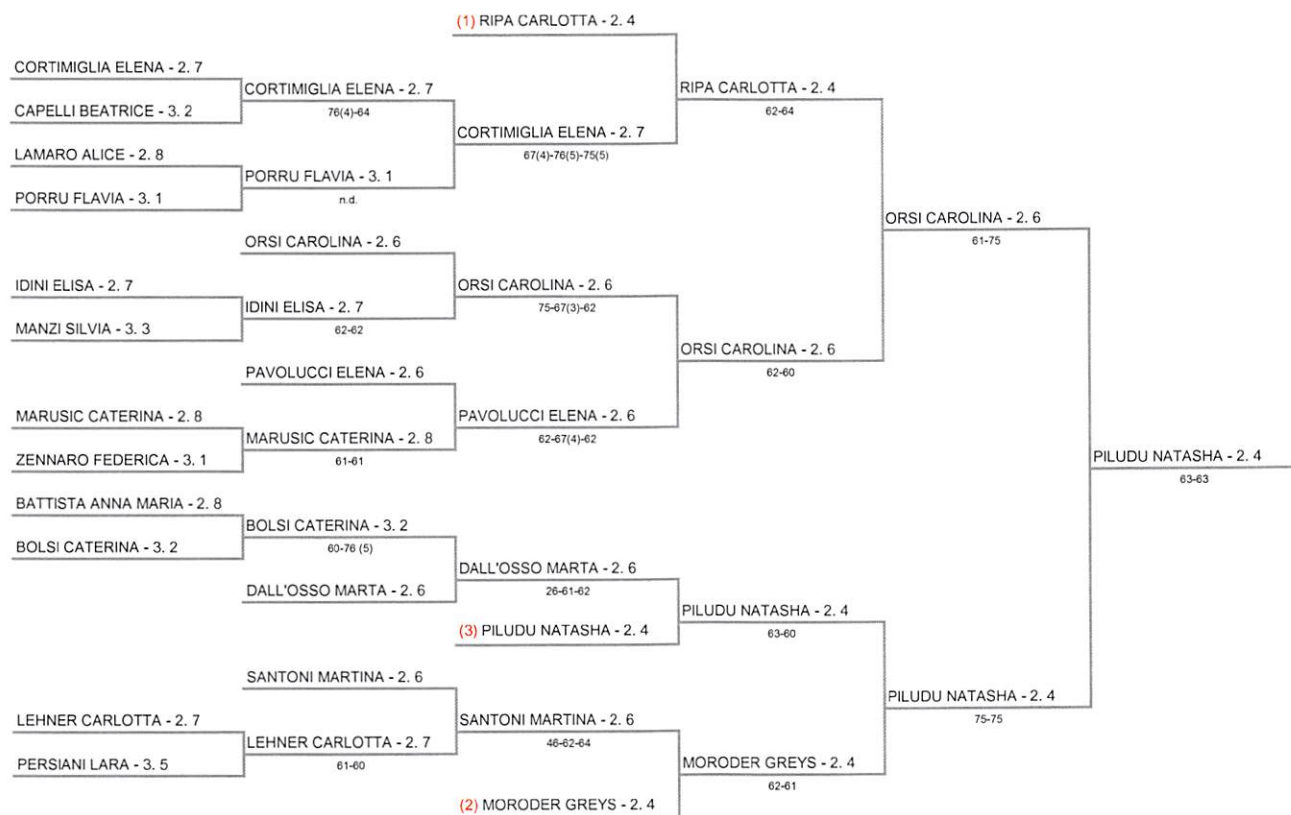 (1) RIPA CARLOTTA - 2. 4
CORTIMIGLIA ELENA - 2. 7
CORTIMIGLIA ELENA - 2. 7
76(4)-64
CAPELLI BEATRICE - 3. 2
RIPA CARLOTTA - 2. 4
62-64
CORTIMIGLIA ELENA - 2. 7
67(4)-76(5)-75(5)
LAMARO ALICE - 2. 8
PORRU FLAVIA - 3. 1
n.d.
PORRU FLAVIA - 3. 1
ORSI CAROLINA - 2. 6
61-75
ORSI CAROLINA - 2. 6
IDINI ELISA - 2. 7
ORSI CAROLINA - 2. 6
75-67(3)-62
IDINI ELISA - 2. 7
62-62
MANZI SILVIA - 3. 3
ORSI CAROLINA - 2. 6
62-60
PAVOLUCCI ELENA - 2. 6
MARUSIC CATERINA - 2. 8
PAVOLUCCI ELENA - 2. 6
62-67(4)-62
MARUSIC CATERINA - 2. 8
61-61
ZENNARO FEDERICA - 3. 1
PILUDU NATASHA - 2. 4
63-63
BATTISTA ANNA MARIA - 2. 8
BOLSI CATERINA - 3. 2
60-76 (5)
BOLSI CATERINA - 3. 2
DALL'OSSO MARTA - 2. 6
26-61-62
DALL'OSSO MARTA - 2. 6
PILUDU NATASHA - 2. 4
63-60
(3) PILUDU NATASHA - 2. 4
SANTONI MARTINA - 2. 6
PILUDU NATASHA - 2. 4
75-75
LEHNER CARLOTTA - 2. 7
SANTONI MARTINA - 2. 6
46-62-64
LEHNER CARLOTTA - 2. 7
61-60
PERSIANI LARA - 3. 5
MORODER GREYS - 2. 4
62-61
(2) MORODER GREYS - 2. 4